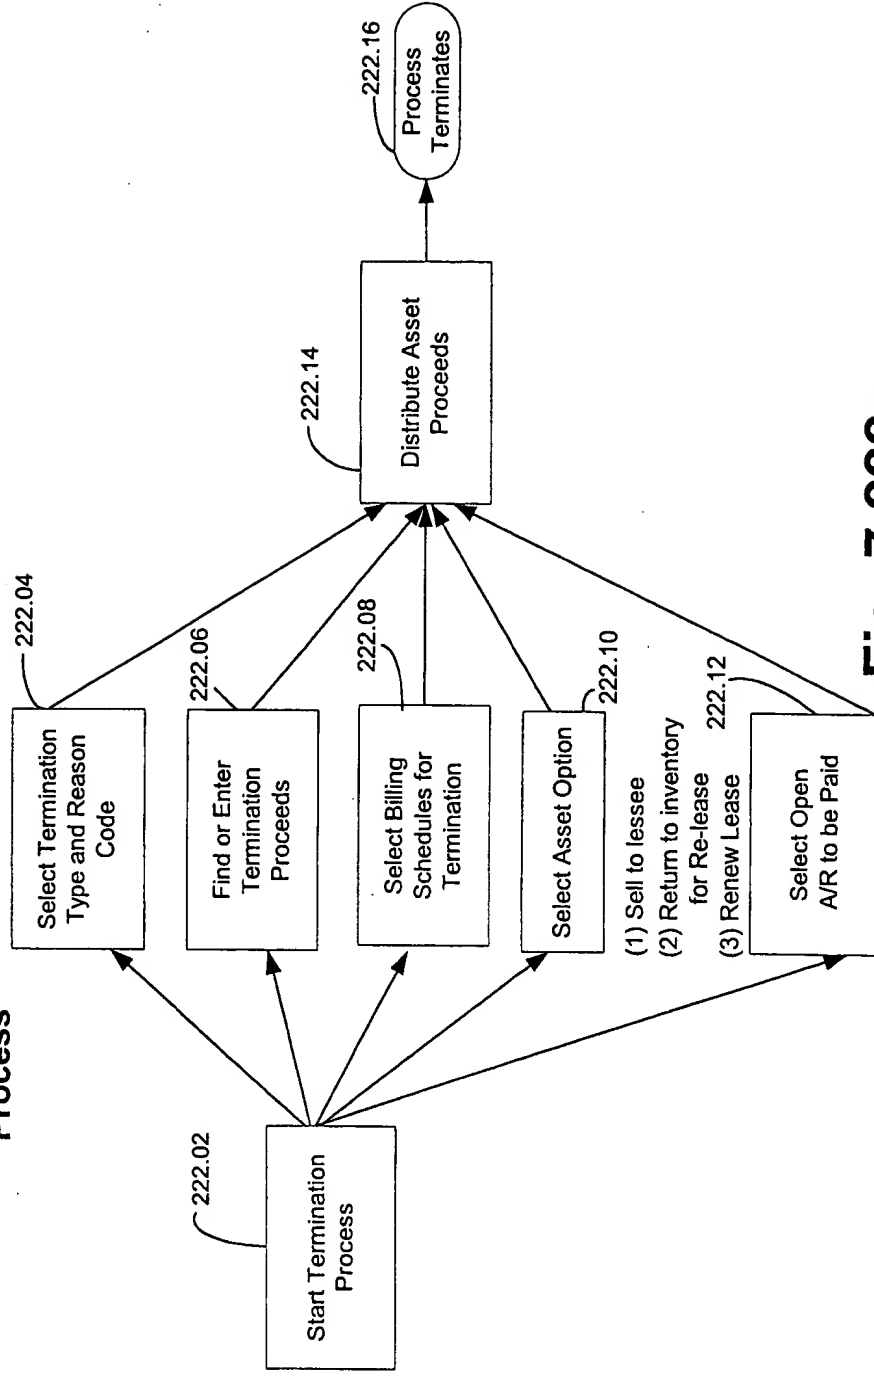 Process
222.02
Start Termination
Process
222.04
Select Termination
Type and Reason
Code
222.06
Find or Enter
Termination
Proceeds
222.08
Select Billing
Schedules for
Termination
222.10
Select Asset Option
(1) Sell to lessee
(2) Return to inventory
for Re-lease
(3) Renew Lease
222.12
Select Open
A/R to be Paid
222.14
Distribute Asset
Proceeds
222.16
Process
Terminates